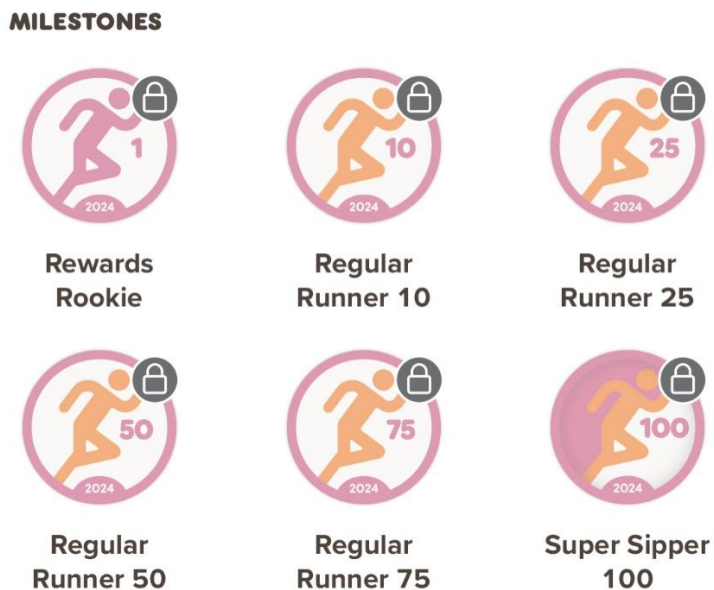 MILESTONES
1
2024
10
2024
25
2024
Rewards
Rookie
Regular
Runner 10
Regular
Runner 25
50
2024
75
2024
100
2024
Regular
Runner 50
Regular
Runner 75
Super Sipper
100